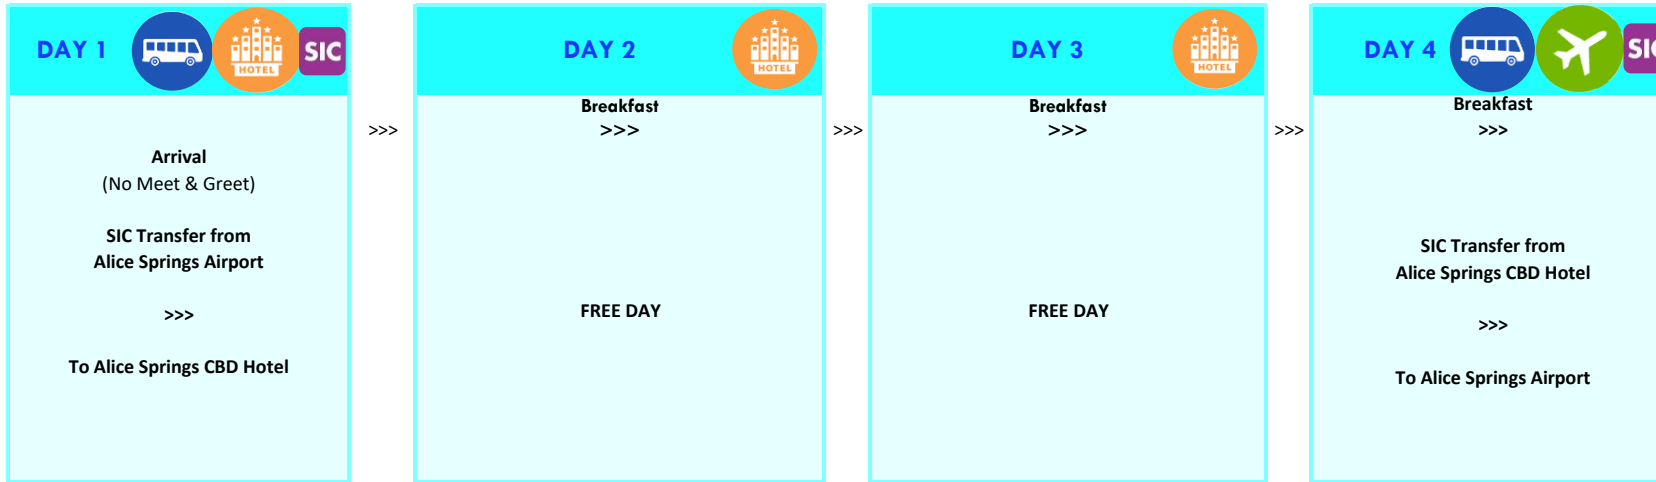 DAY 1
HOTEL
SIC
Arrival
(No Meet & Greet)
SIC Transfer from
Alice Springs Airport
>>>
To Alice Springs CBD Hotel
>>>
DAY 2
HOTEL
Breakfast
>>>
FREE DAY
>>>
DAY 3
HOTEL
Breakfast
>>>
FREE DAY
>>>
DAY 4
SIC
Breakfast
>>>
SIC Transfer from
Alice Springs CBD Hotel
>>>
To Alice Springs Airport